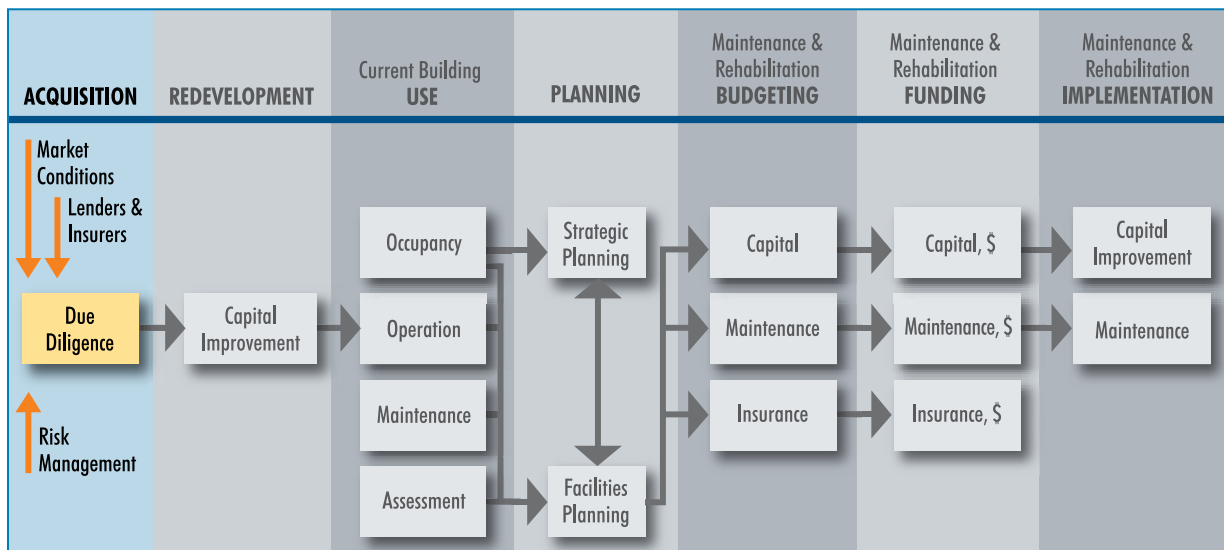 ACQUISITION
REDEVELOPMENT
Current Building
USE
PLANNING
Maintenance &
Rehabilitation
BUDGETING
Maintenance &
Rehabilitation
FUNDING
Maintenance &
Rehabilitation
IMPLEMENTATION
Market
Conditions
Lenders &
Insurers
Due
Diligence
Risk
Management
Capital
Improvement
Occupancy
Operation
Maintenance
Assessment
Strategic
Planning
Facilities
Planning
Capital
Maintenance
Insurance
Capital, $
Maintenance, $
Insurance, $
Capital
Improvement
Maintenance